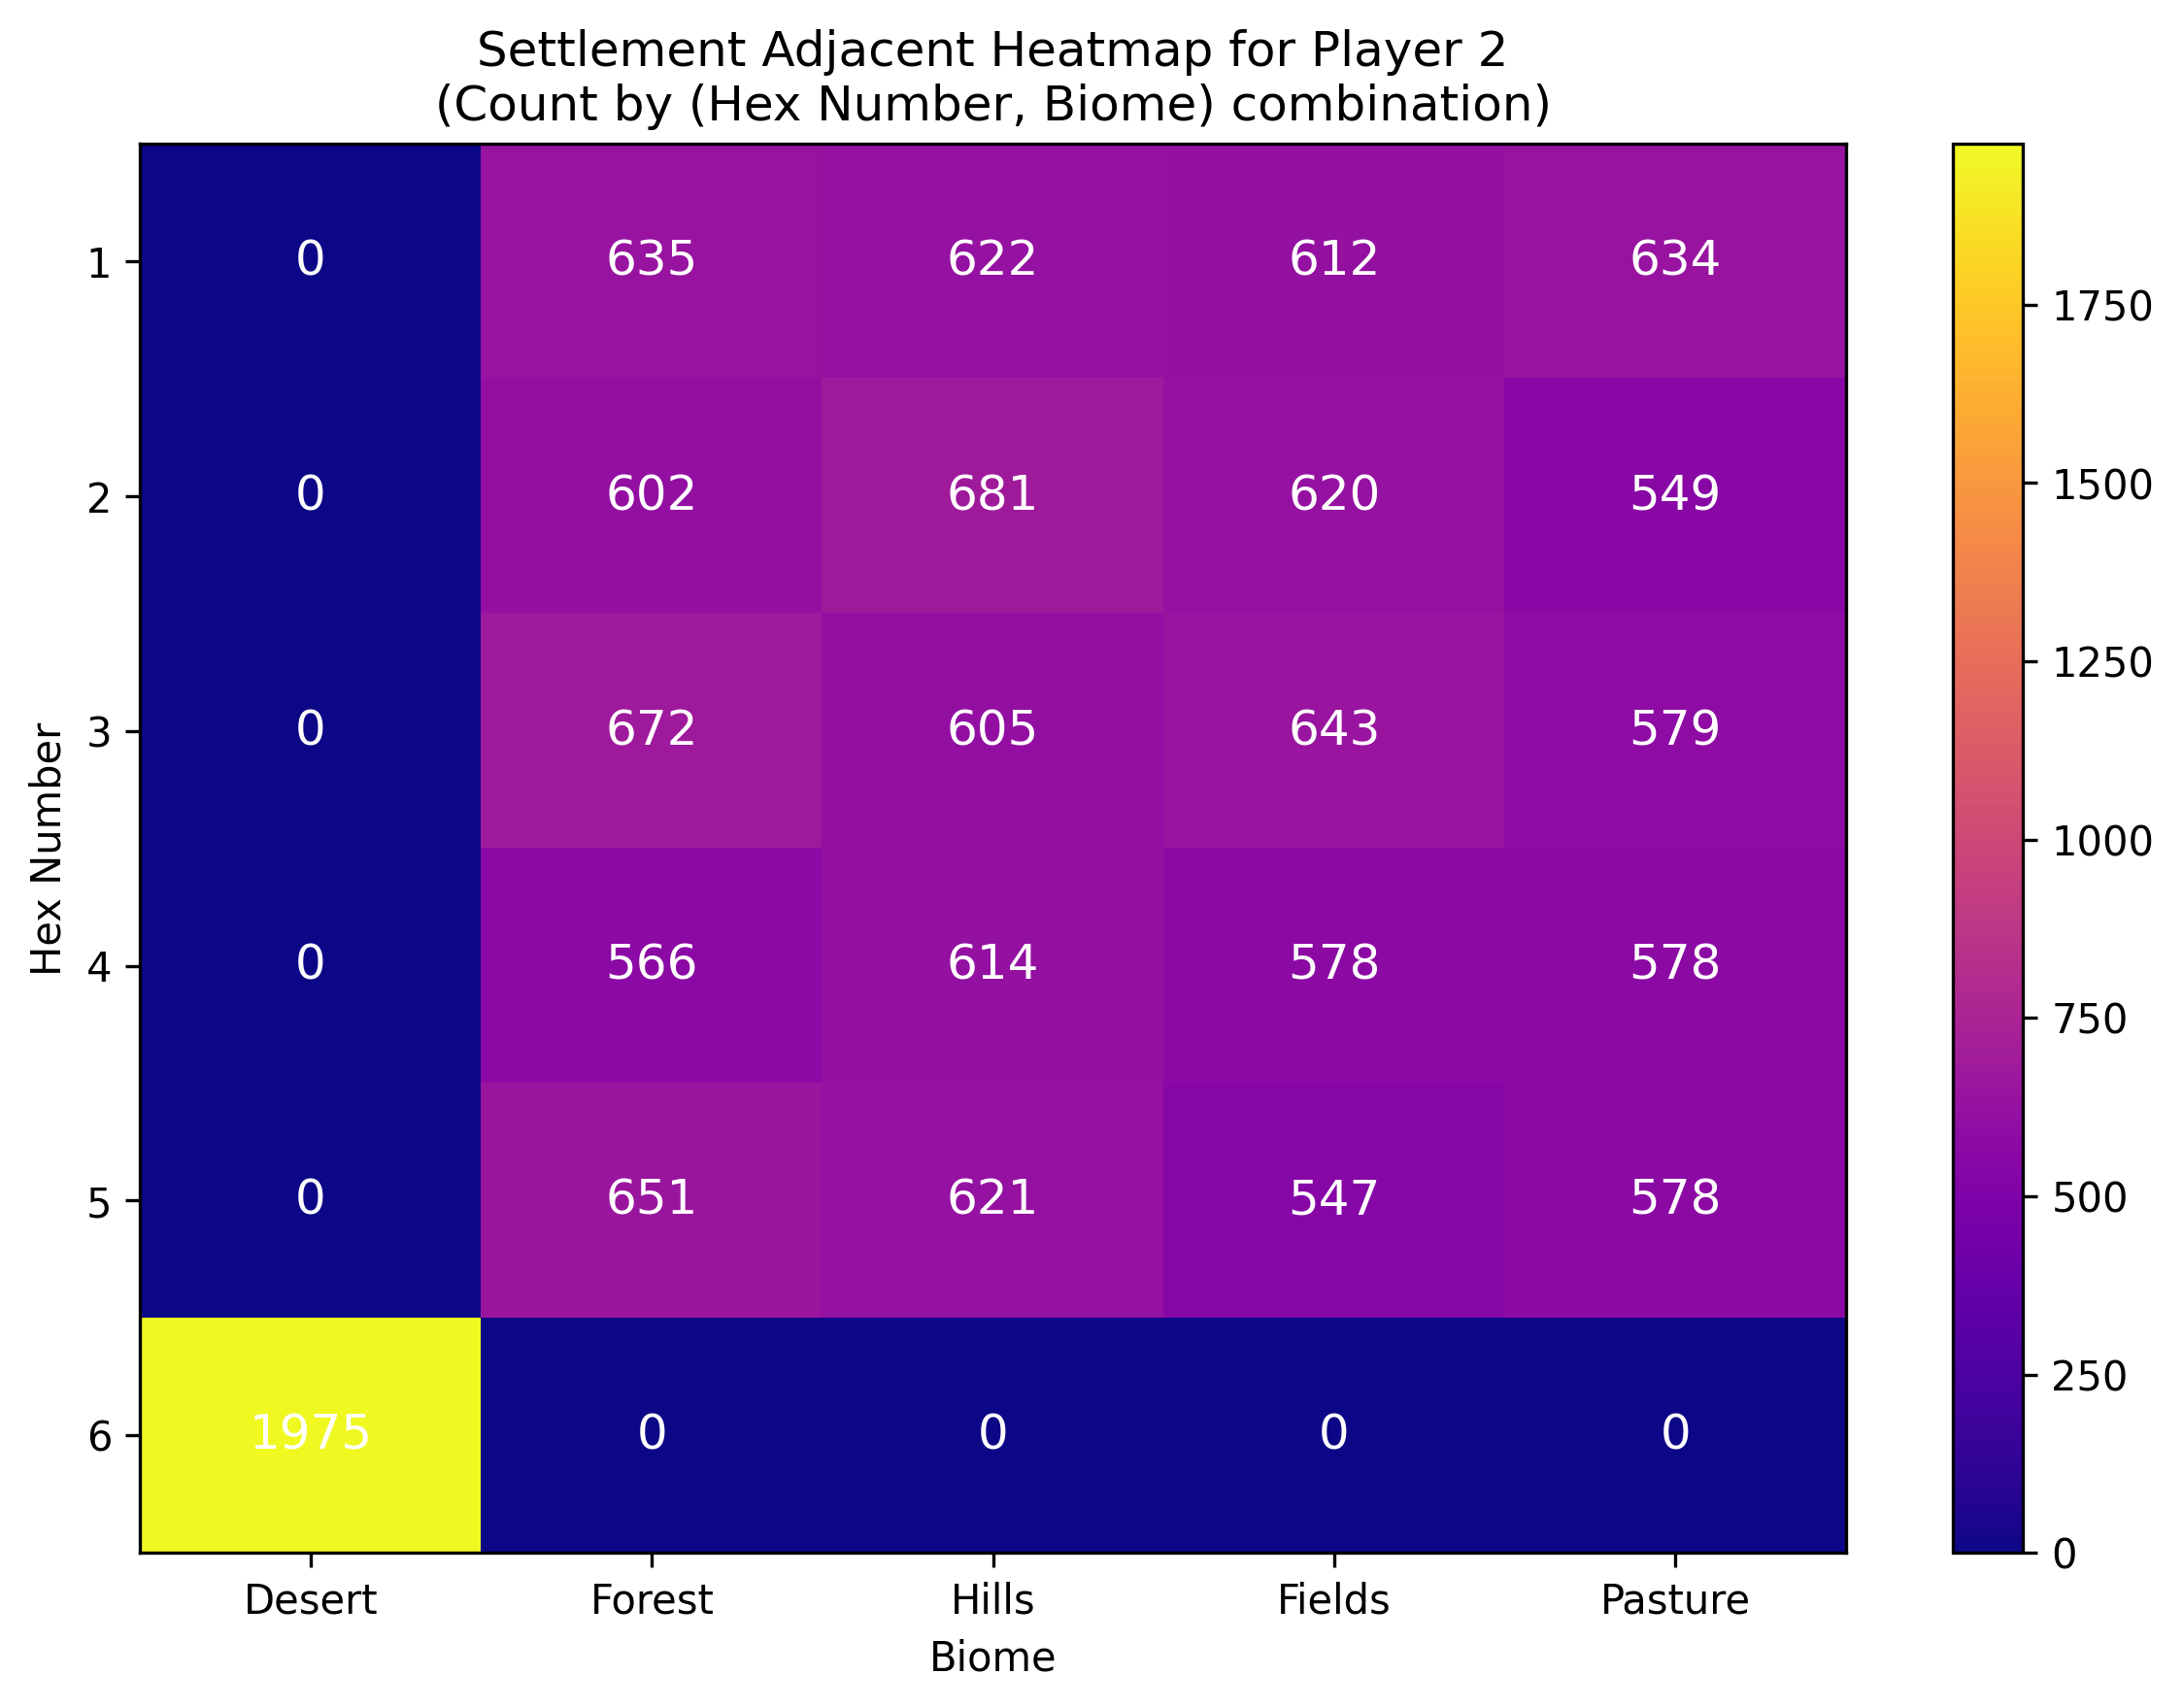 Settlement Adjacent Heatmap for Player 2
(Count by (Hex Number, Biome) combination)
1 0 635 622 612 634
2 0 602 681 620 549
3 0 672 605 643 579
4 0 566 614 578 578
5 0 651 621 547 578
6 1975 0 0 0 0
Desert Forest Hills Fields Pasture
Biome
Hex Number
1750
1500
1250
1000
750
500
250
0